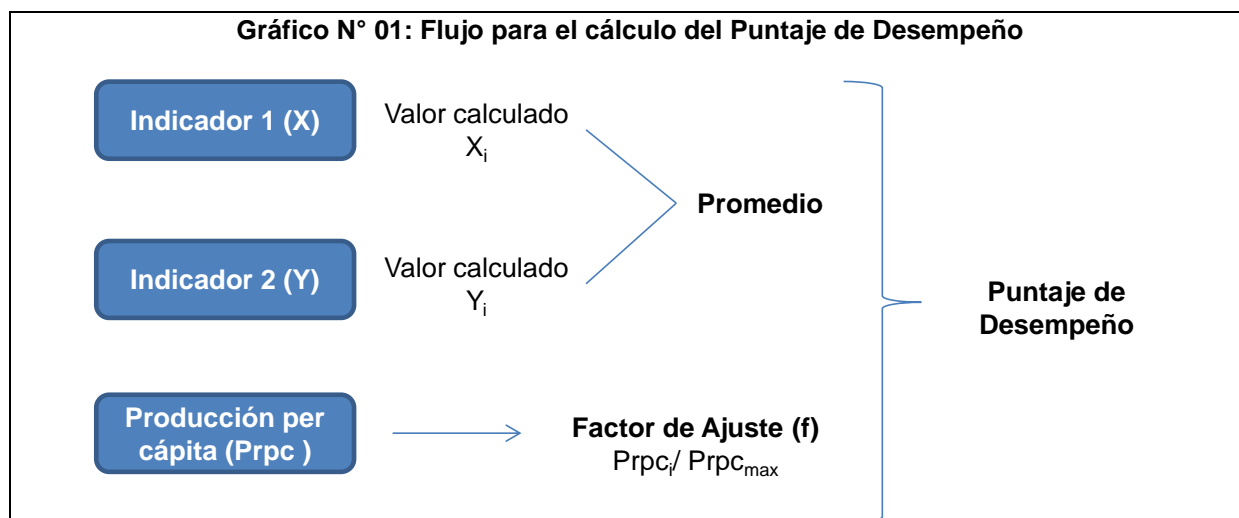 Gráfico N° 01: Flujo para el cálculo del Puntaje de Desempeño
Indicador 1 (X)
Valor calculado
Xi
Promedio
Indicador 2 (Y)
Valor calculado
Yi
Puntaje de
Desempeño
Producción per
cápita (Prpc )
Factor de Ajuste (f)
Prpci/ Prpcmax